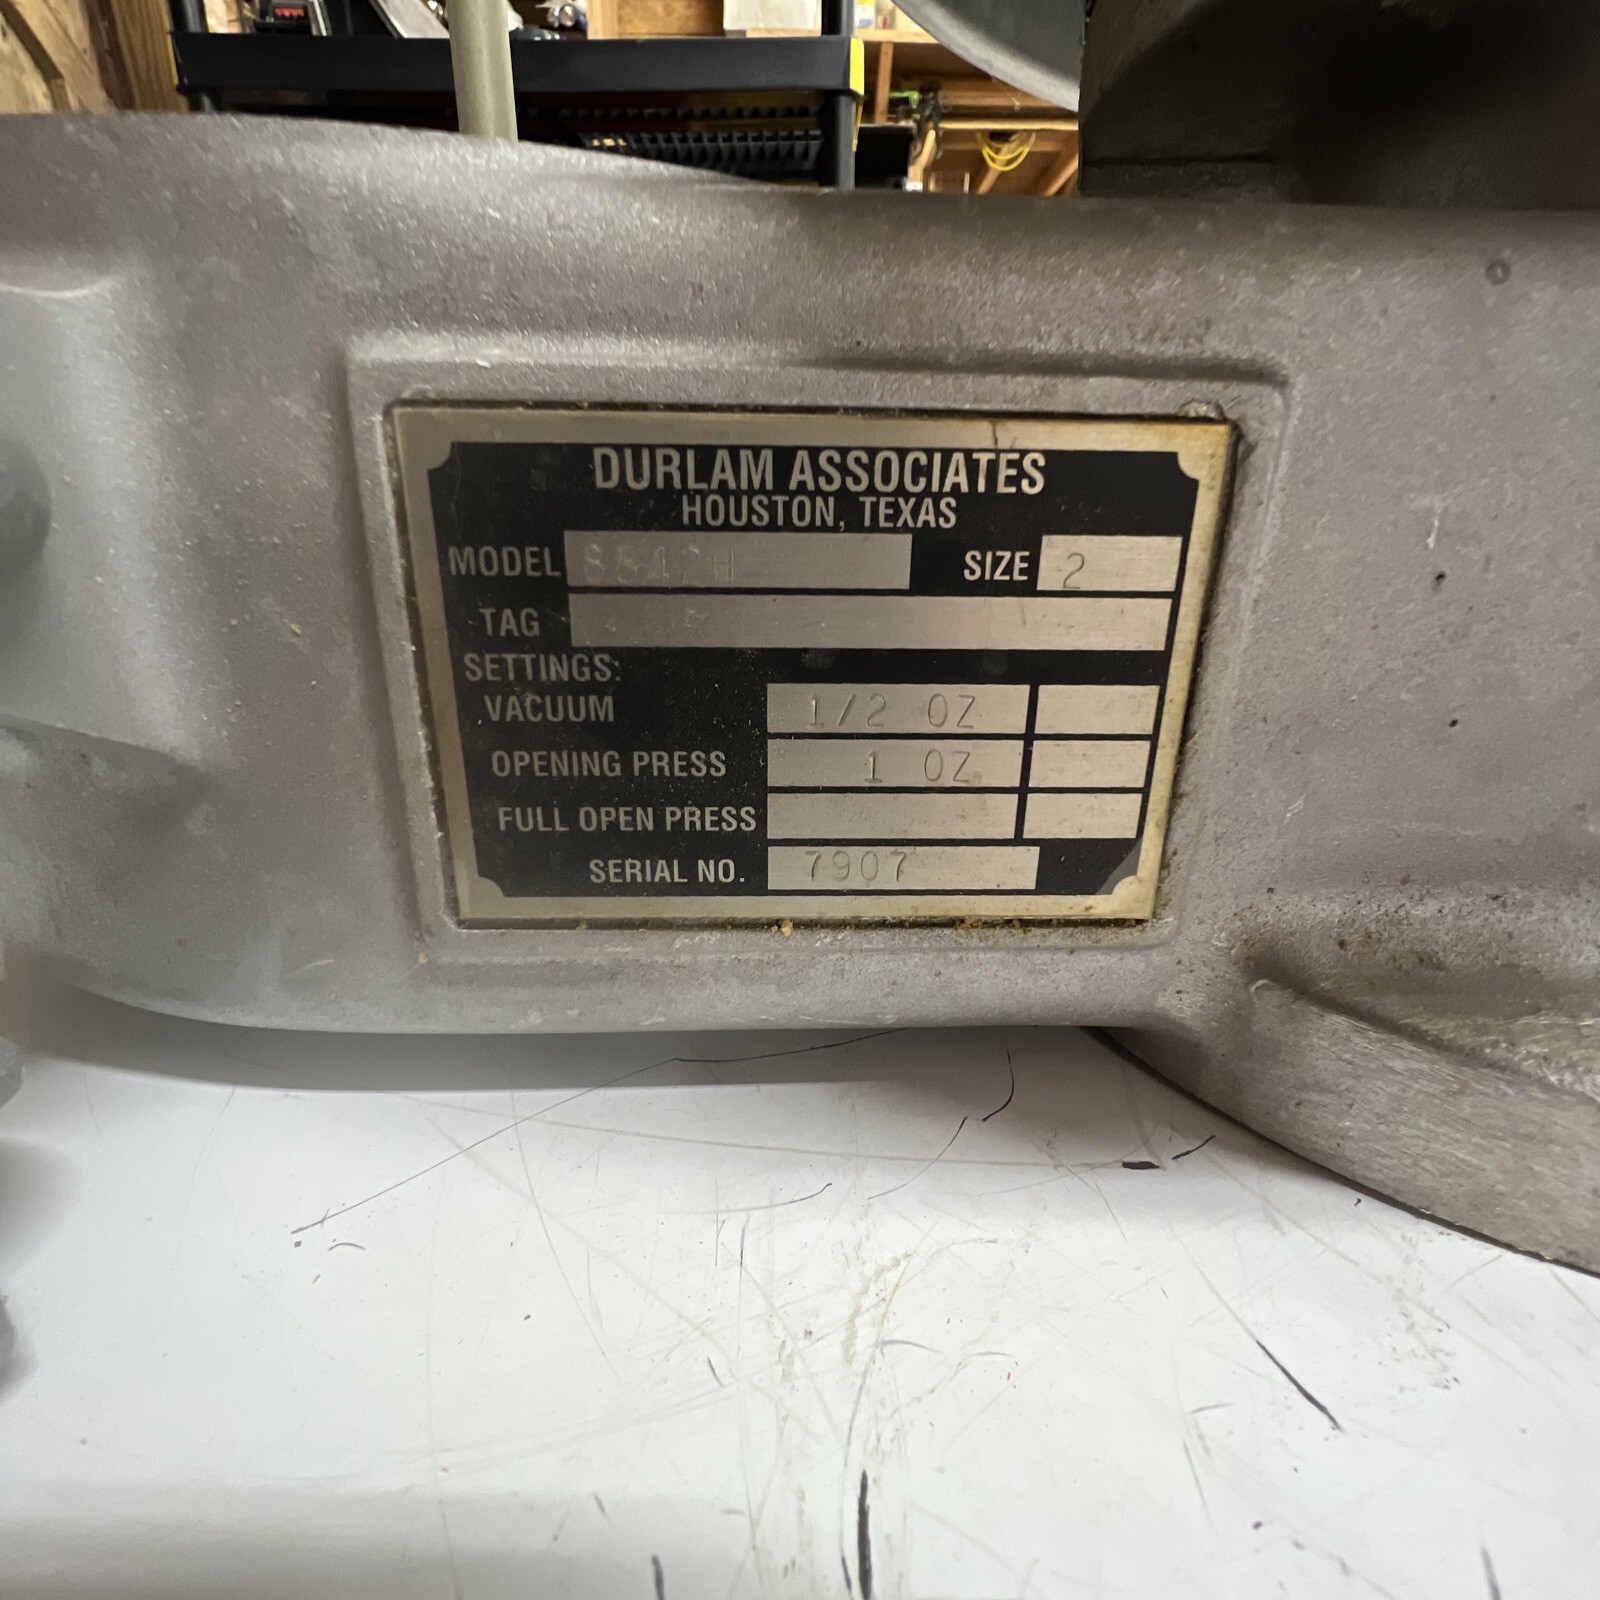 DURLAM ASSOCIATES
HOUSTON, TEXAS
MODEL SIZE 2
TAG
SETTINGS:
VACUUM 1/2 OZ
OPENING PRESS 1 OZ
FULL OPEN PRESS
SERIAL NO. 7907